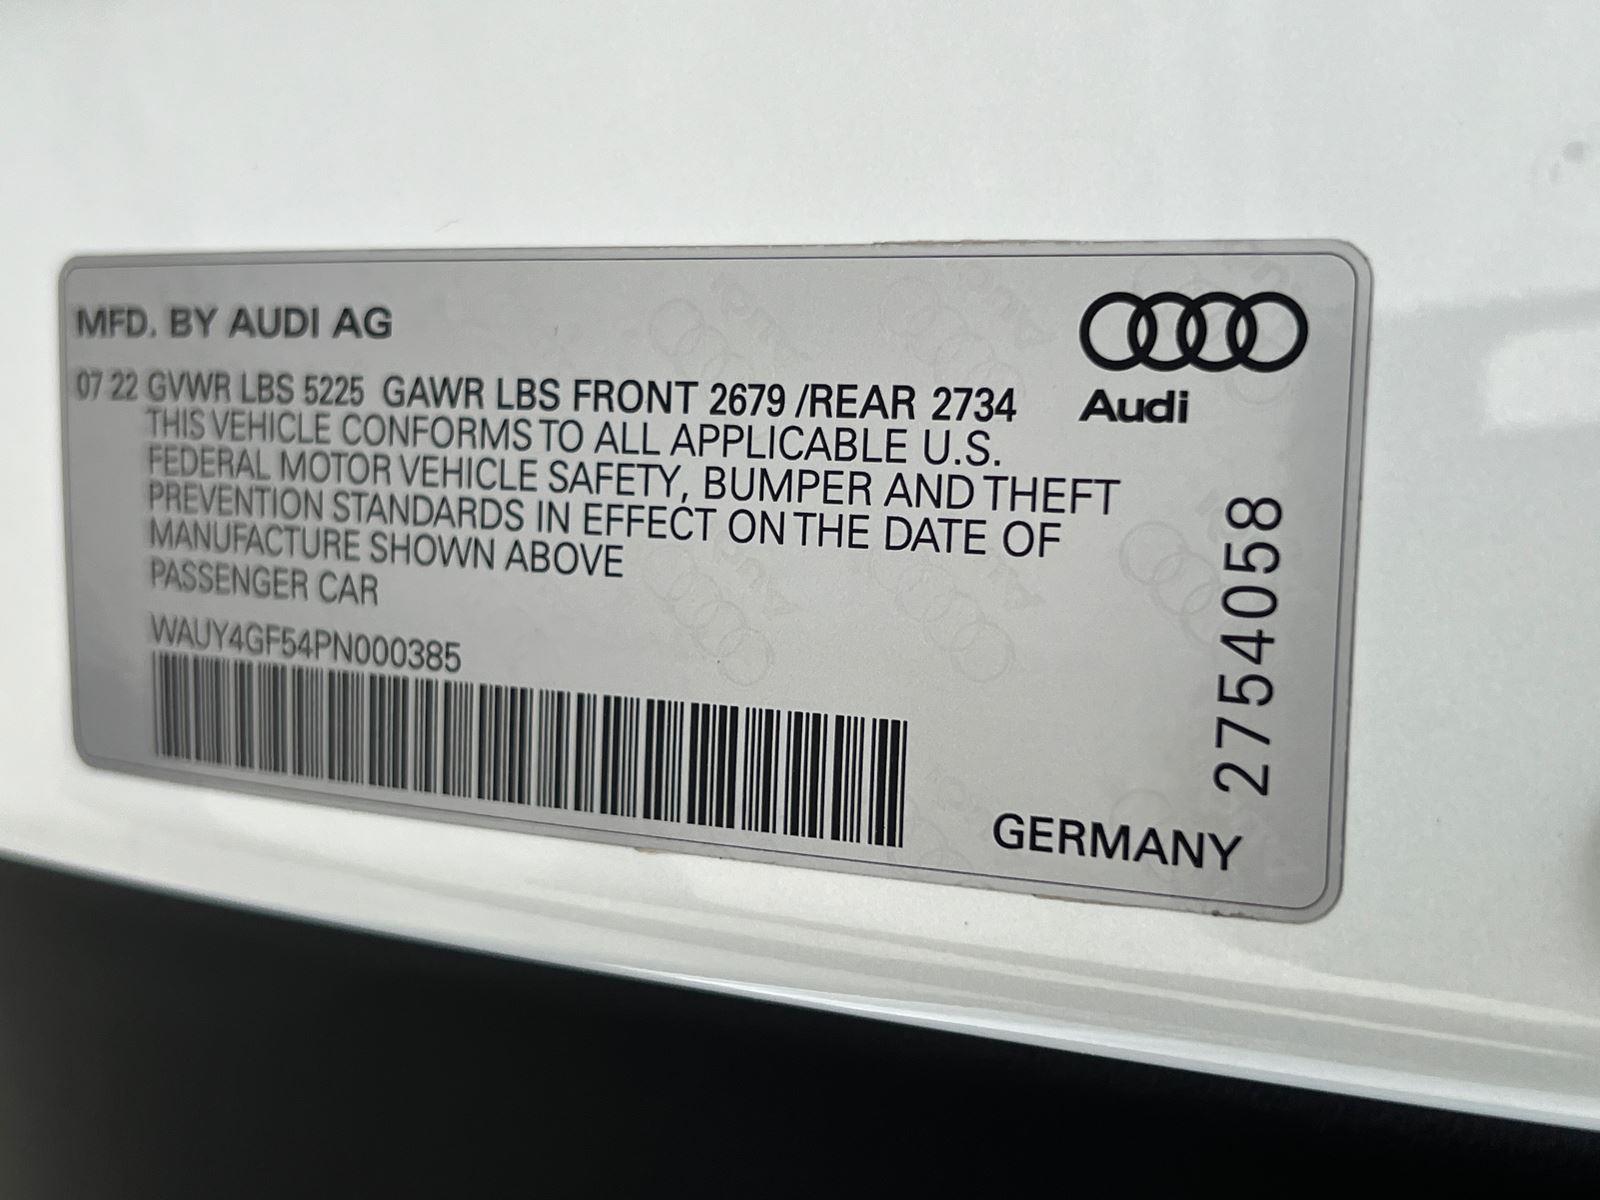 MFD. BY AUDI AG
07 22 GVWR LBS 5225 GAWR LBS FRONT 2679 /REAR 2734
THIS VEHICLE CONFORMS TO ALL APPLICABLE U.S.
FEDERAL MOTOR VEHICLE SAFETY, BUMPER AND THEFT
PREVENTION STANDARDS IN EFFECT ON THE DATE OF
MANUFACTURE SHOWN ABOVE
PASSENGER CAR
WAUY4GF54PN000385
Audi
2754058
GERMANY